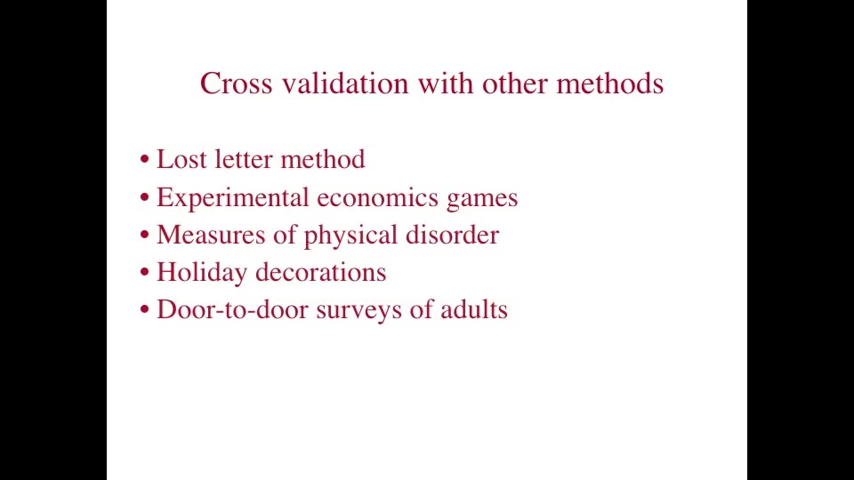 Cross validation with other methods
• Lost letter method
• Experimental economics games
• Measures of physical disorder
• Holiday decorations
• Door-to-door surveys of adults